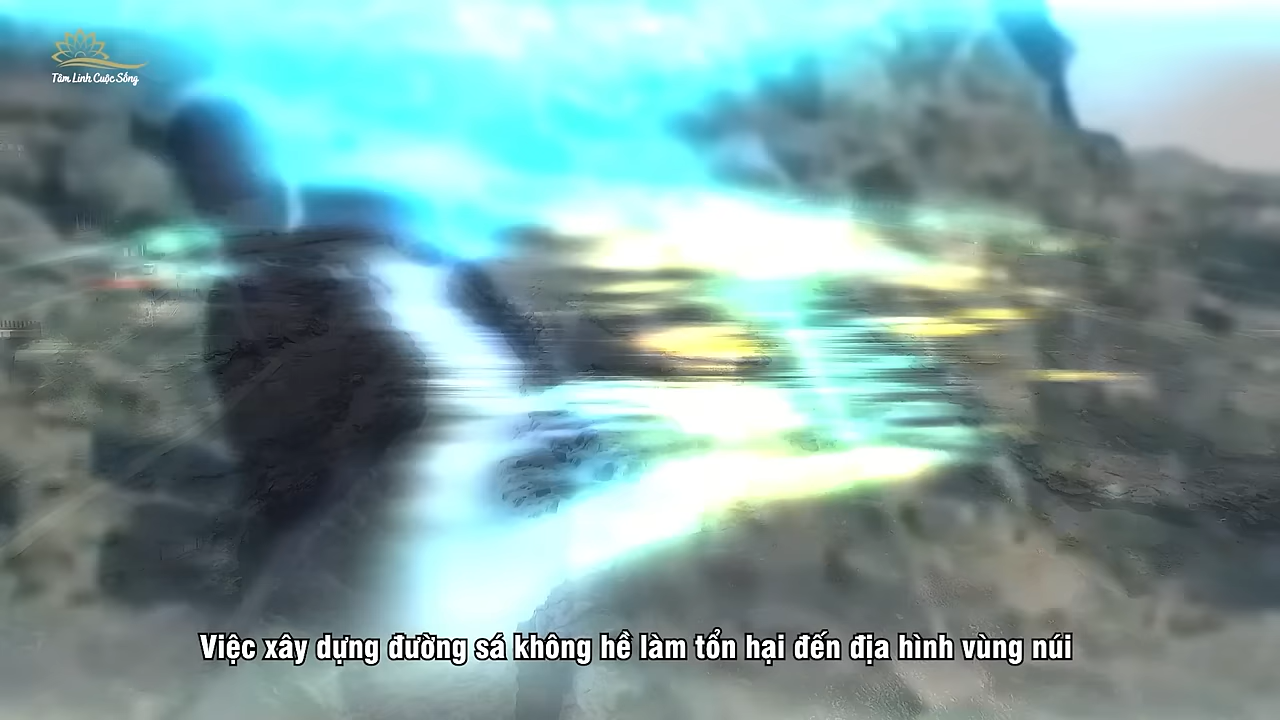 Tâm Linh Cuộc Sống
Việc xây dựng đường sá không hề làm tổn hại đến địa hình vùng núi